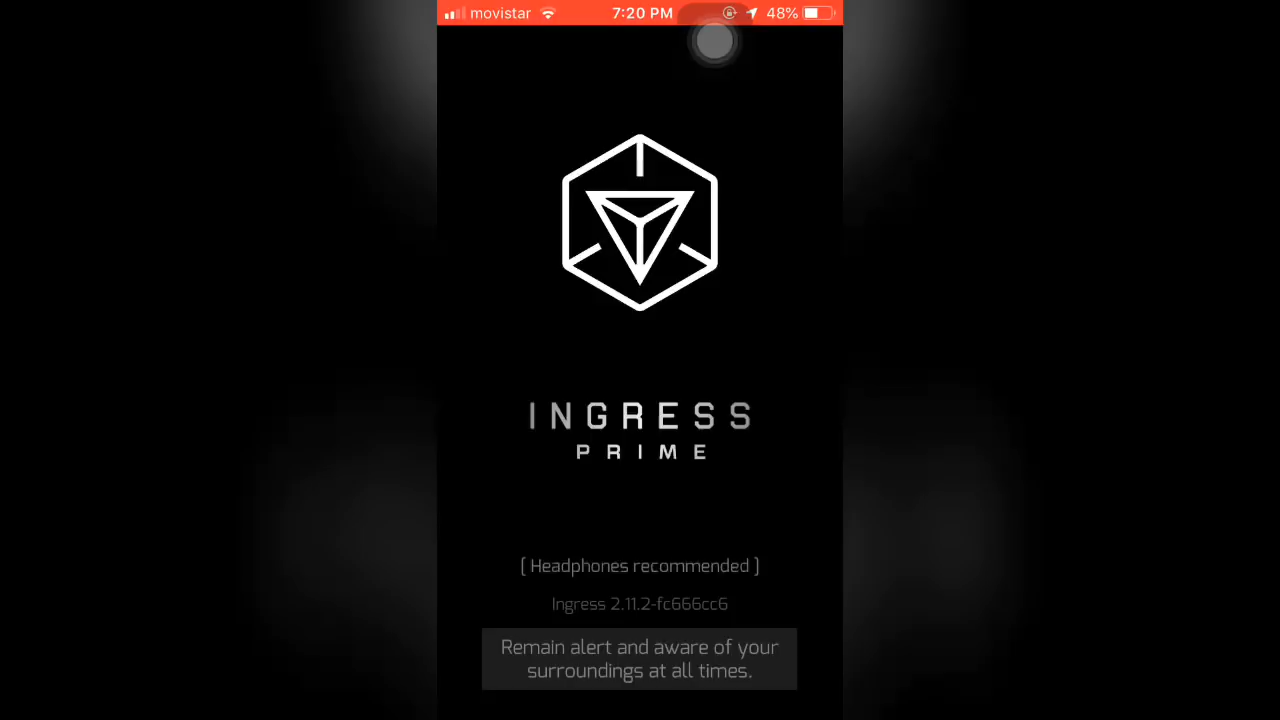 movistar 7:20 PM 48%
INGRESS
PRIME
[ Headphones recommended ]
Ingress 2.11.2-fc666cc6
Remain alert and aware of your
surroundings at all times.